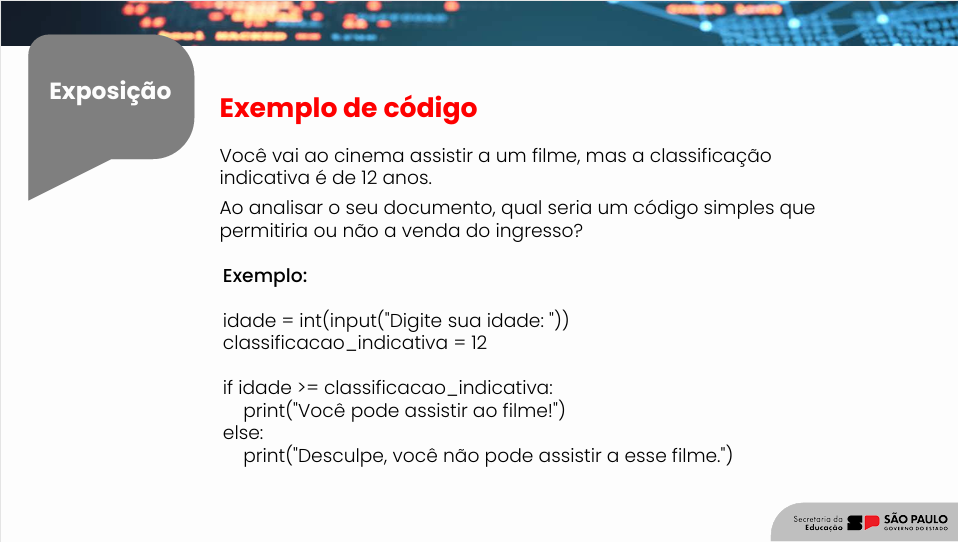 Exposição
Exemplo de código
Você vai ao cinema assistir a um filme, mas a classificação
indicativa é de 12 anos.
Ao analisar o seu documento, qual seria um código simples que
permitiria ou não a venda do ingresso?
Exemplo:
idade = int(input("Digite sua idade: "))
classificacao_indicativa = 12
if idade >= classificacao_indicativa:
    print("Você pode assistir ao filme!")
else:
    print("Desculpe, você não pode assistir a esse filme.")
Secretaria da
Educação
SÃO PAULO
GOVERNO DO ESTADO